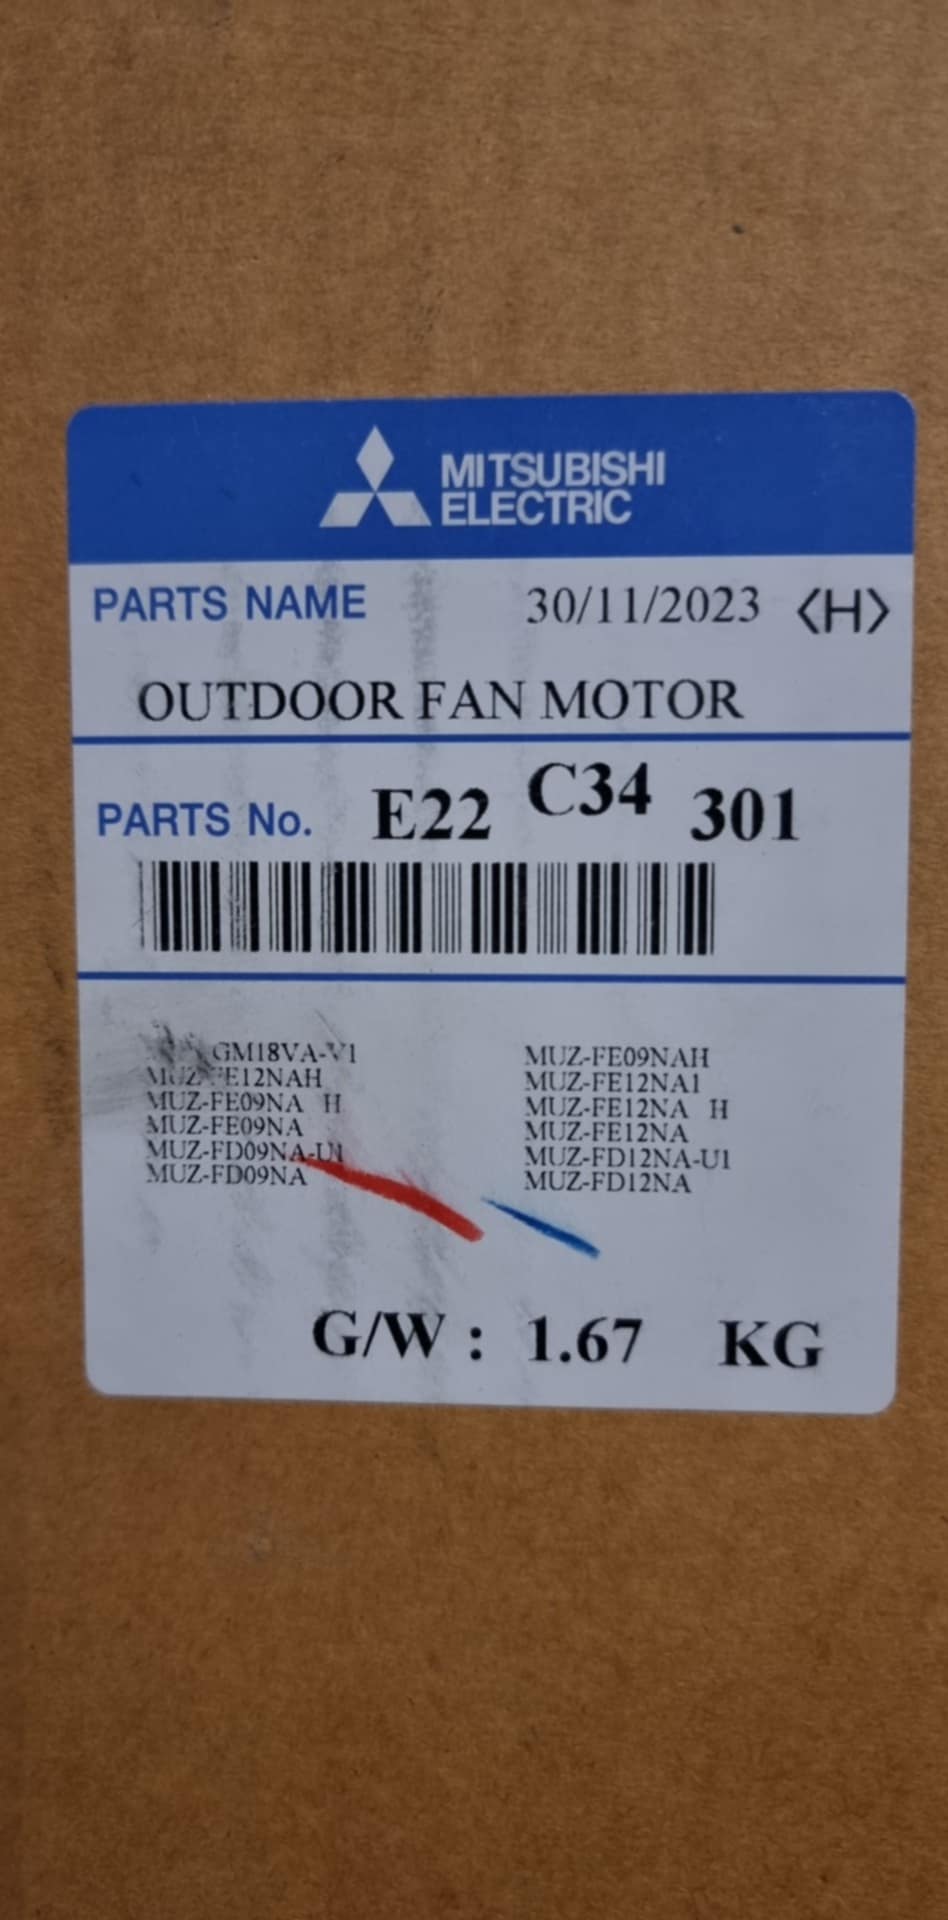 MITSUBISHI
ELECTRIC
PARTS NAME 30/11/2023 <H>
OUTDOOR FAN MOTOR
PARTS No. E22 C34 301
GM18VA-V1 MUZ-FE09NAH
MUZ-FE12NAH MUZ-FE12NA1
MUZ-FE09NA H MUZ-FE12NA H
MUZ-FE09NA MUZ-FE12NA
MUZ-FD09NA-U1 MUZ-FD12NA-U1
MUZ-FD09NA MUZ-FD12NA
G/W : 1.67 KG